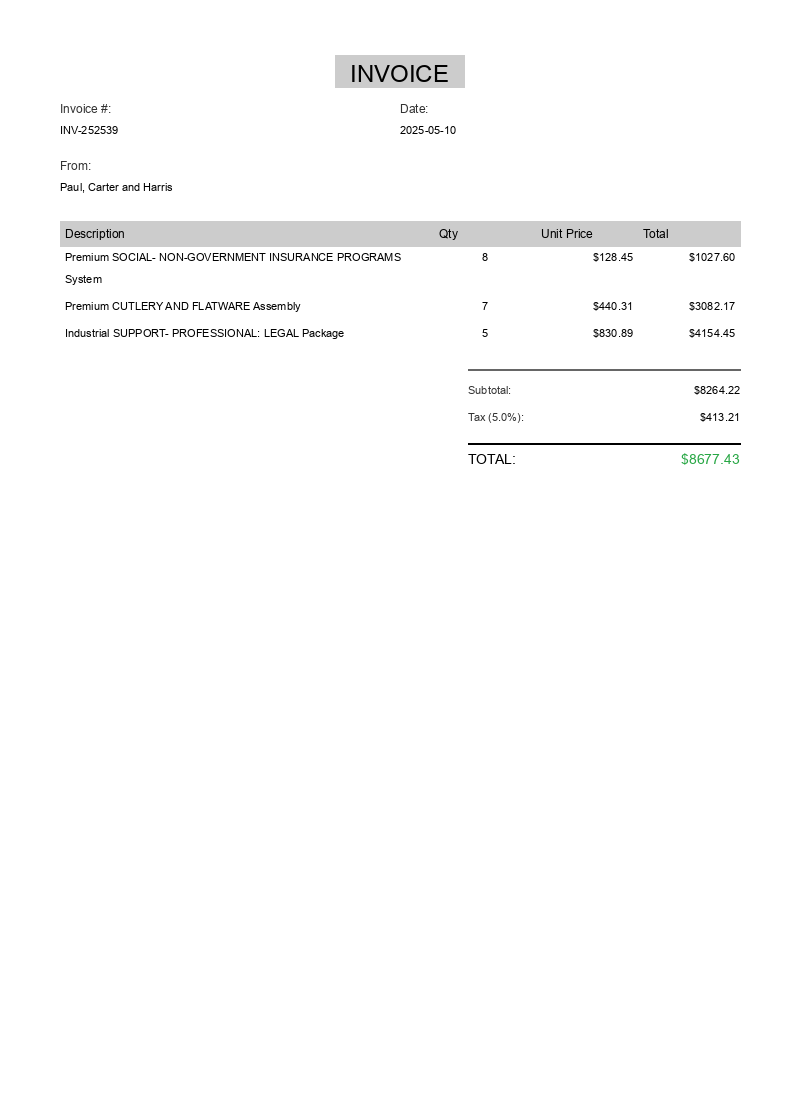 INVOICE
Invoice #: Date:
INV-252539 2025-05-10
From:
Paul, Carter and Harris
Description Qty Unit Price Total
Premium SOCIAL- NON-GOVERNMENT INSURANCE PROGRAMS 8 $128.45 $1027.60
System
Premium CUTLERY AND FLATWARE Assembly 7 $440.31 $3082.17
Industrial SUPPORT- PROFESSIONAL: LEGAL Package 5 $830.89 $4154.45
Subtotal: $8264.22
Tax (5.0%): $413.21
TOTAL: $8677.43